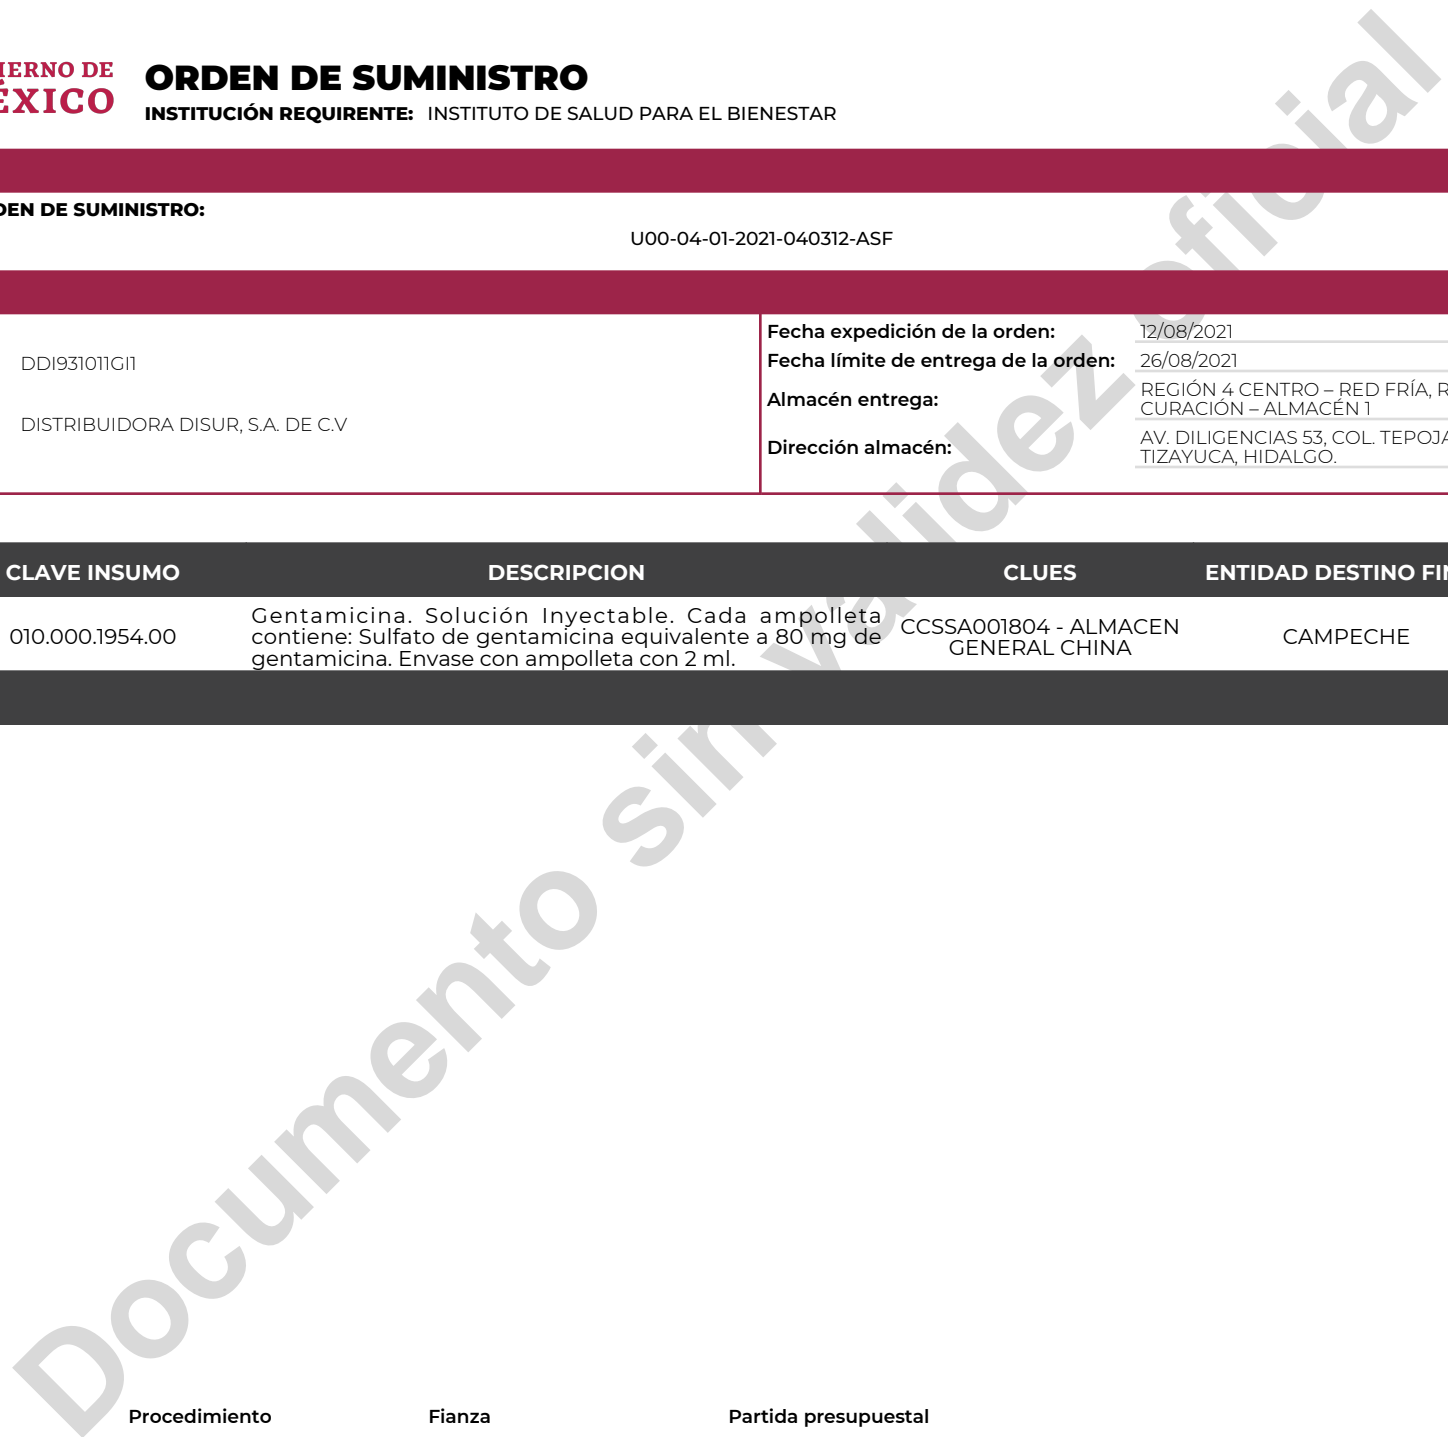 IERNO DE
ÉXICO
ORDEN DE SUMINISTRO
INSTITUCIÓN REQUIRENTE: INSTITUTO DE SALUD PARA EL BIENESTAR
DEN DE SUMINISTRO:
U00-04-01-2021-040312-ASF
DDI931011GI1
DISTRIBUIDORA DISUR, S.A. DE C.V
Fecha expedición de la orden: 12/08/2021
Fecha límite de entrega de la orden: 26/08/2021
Almacén entrega: REGIÓN 4 CENTRO – RED FRÍA, R
CURACIÓN – ALMACÉN 1
Dirección almacén: AV. DILIGENCIAS 53, COL. TEPOJA
TIZAYUCA, HIDALGO.
CLAVE INSUMO DESCRIPCION CLUES ENTIDAD DESTINO FIN
010.000.1954.00
Gentamicina. Solución Inyectable. Cada ampolleta
contiene: Sulfato de gentamicina equivalente a 80 mg de
gentamicina. Envase con ampolleta con 2 ml.
CCSSA001804 - ALMACEN
GENERAL CHINA
CAMPECHE
Documento sin validez oficial
Procedimiento Fianza Partida presupuestal